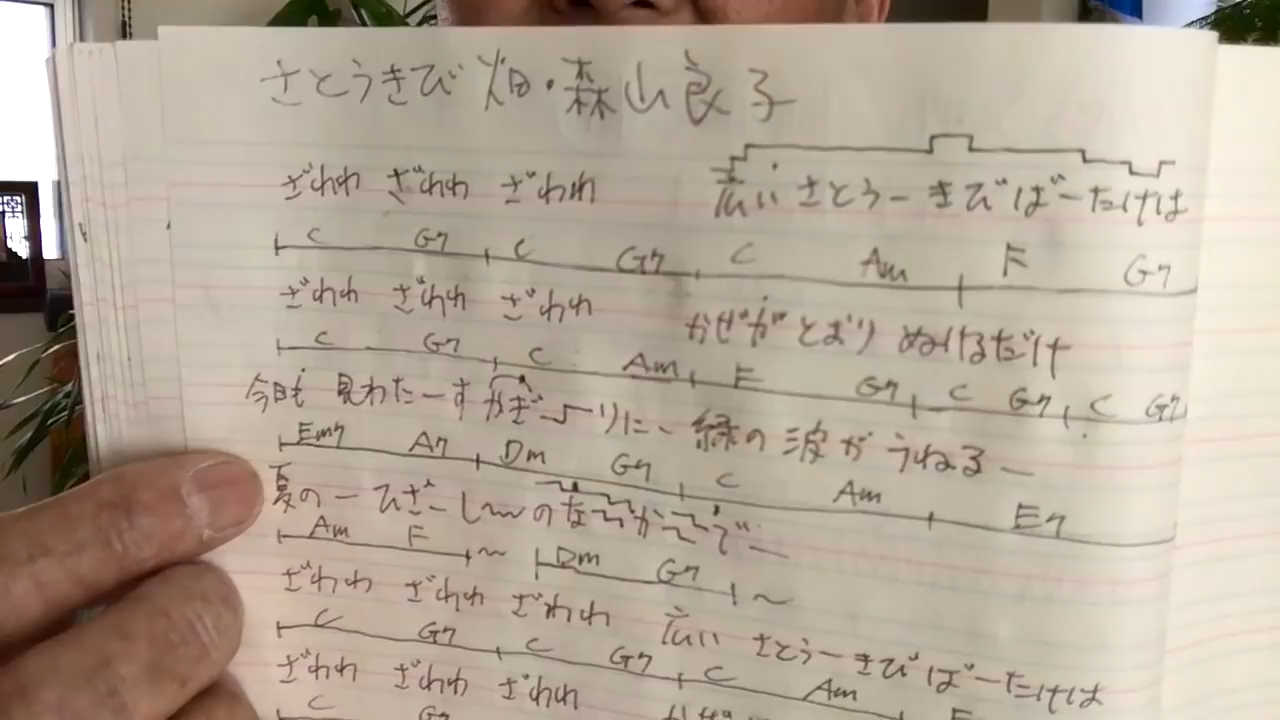 さとうきび畑・森山良子
ざわわ ざわわ ざわわ 広い さとうーきびばーたけは
C G7 C G7 C Am F G7
ざわわ ざわわ ざわわ かぜが とおり ぬけるだけ
C G7 C Am F G7 C G7 C G7
今日も 見わたーす かぎーりに、緑の 波が うねるー
Em7 A7 Dm G7 C Am E7
夏のーひざーし〜のなかでー
Am F 〜 Dm G7 〜
ざわわ ざわわ ざわわ 広い さとうーきびばーたけは
C G7 C G7 C Am F
ざわわ ざわわ ざわわ
C G7